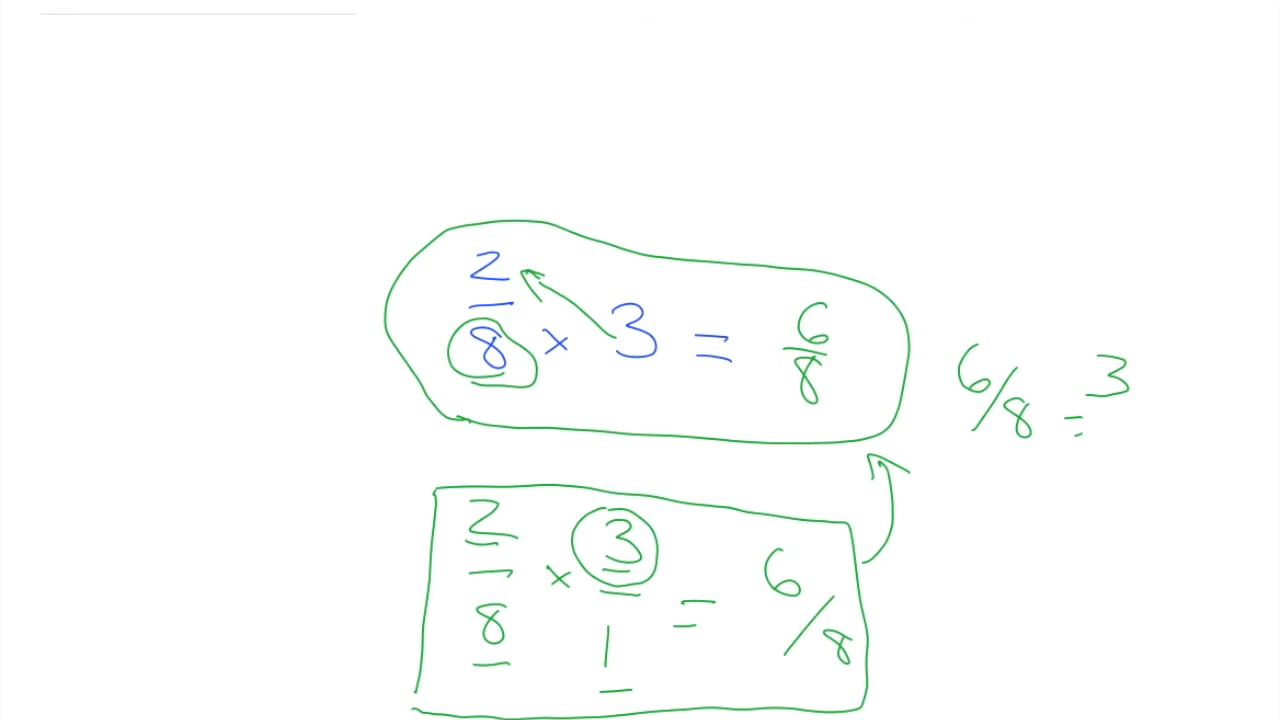 2/8 × 3 = 6/8
6/8 = 3
2/8 × 3/1 = 6/8